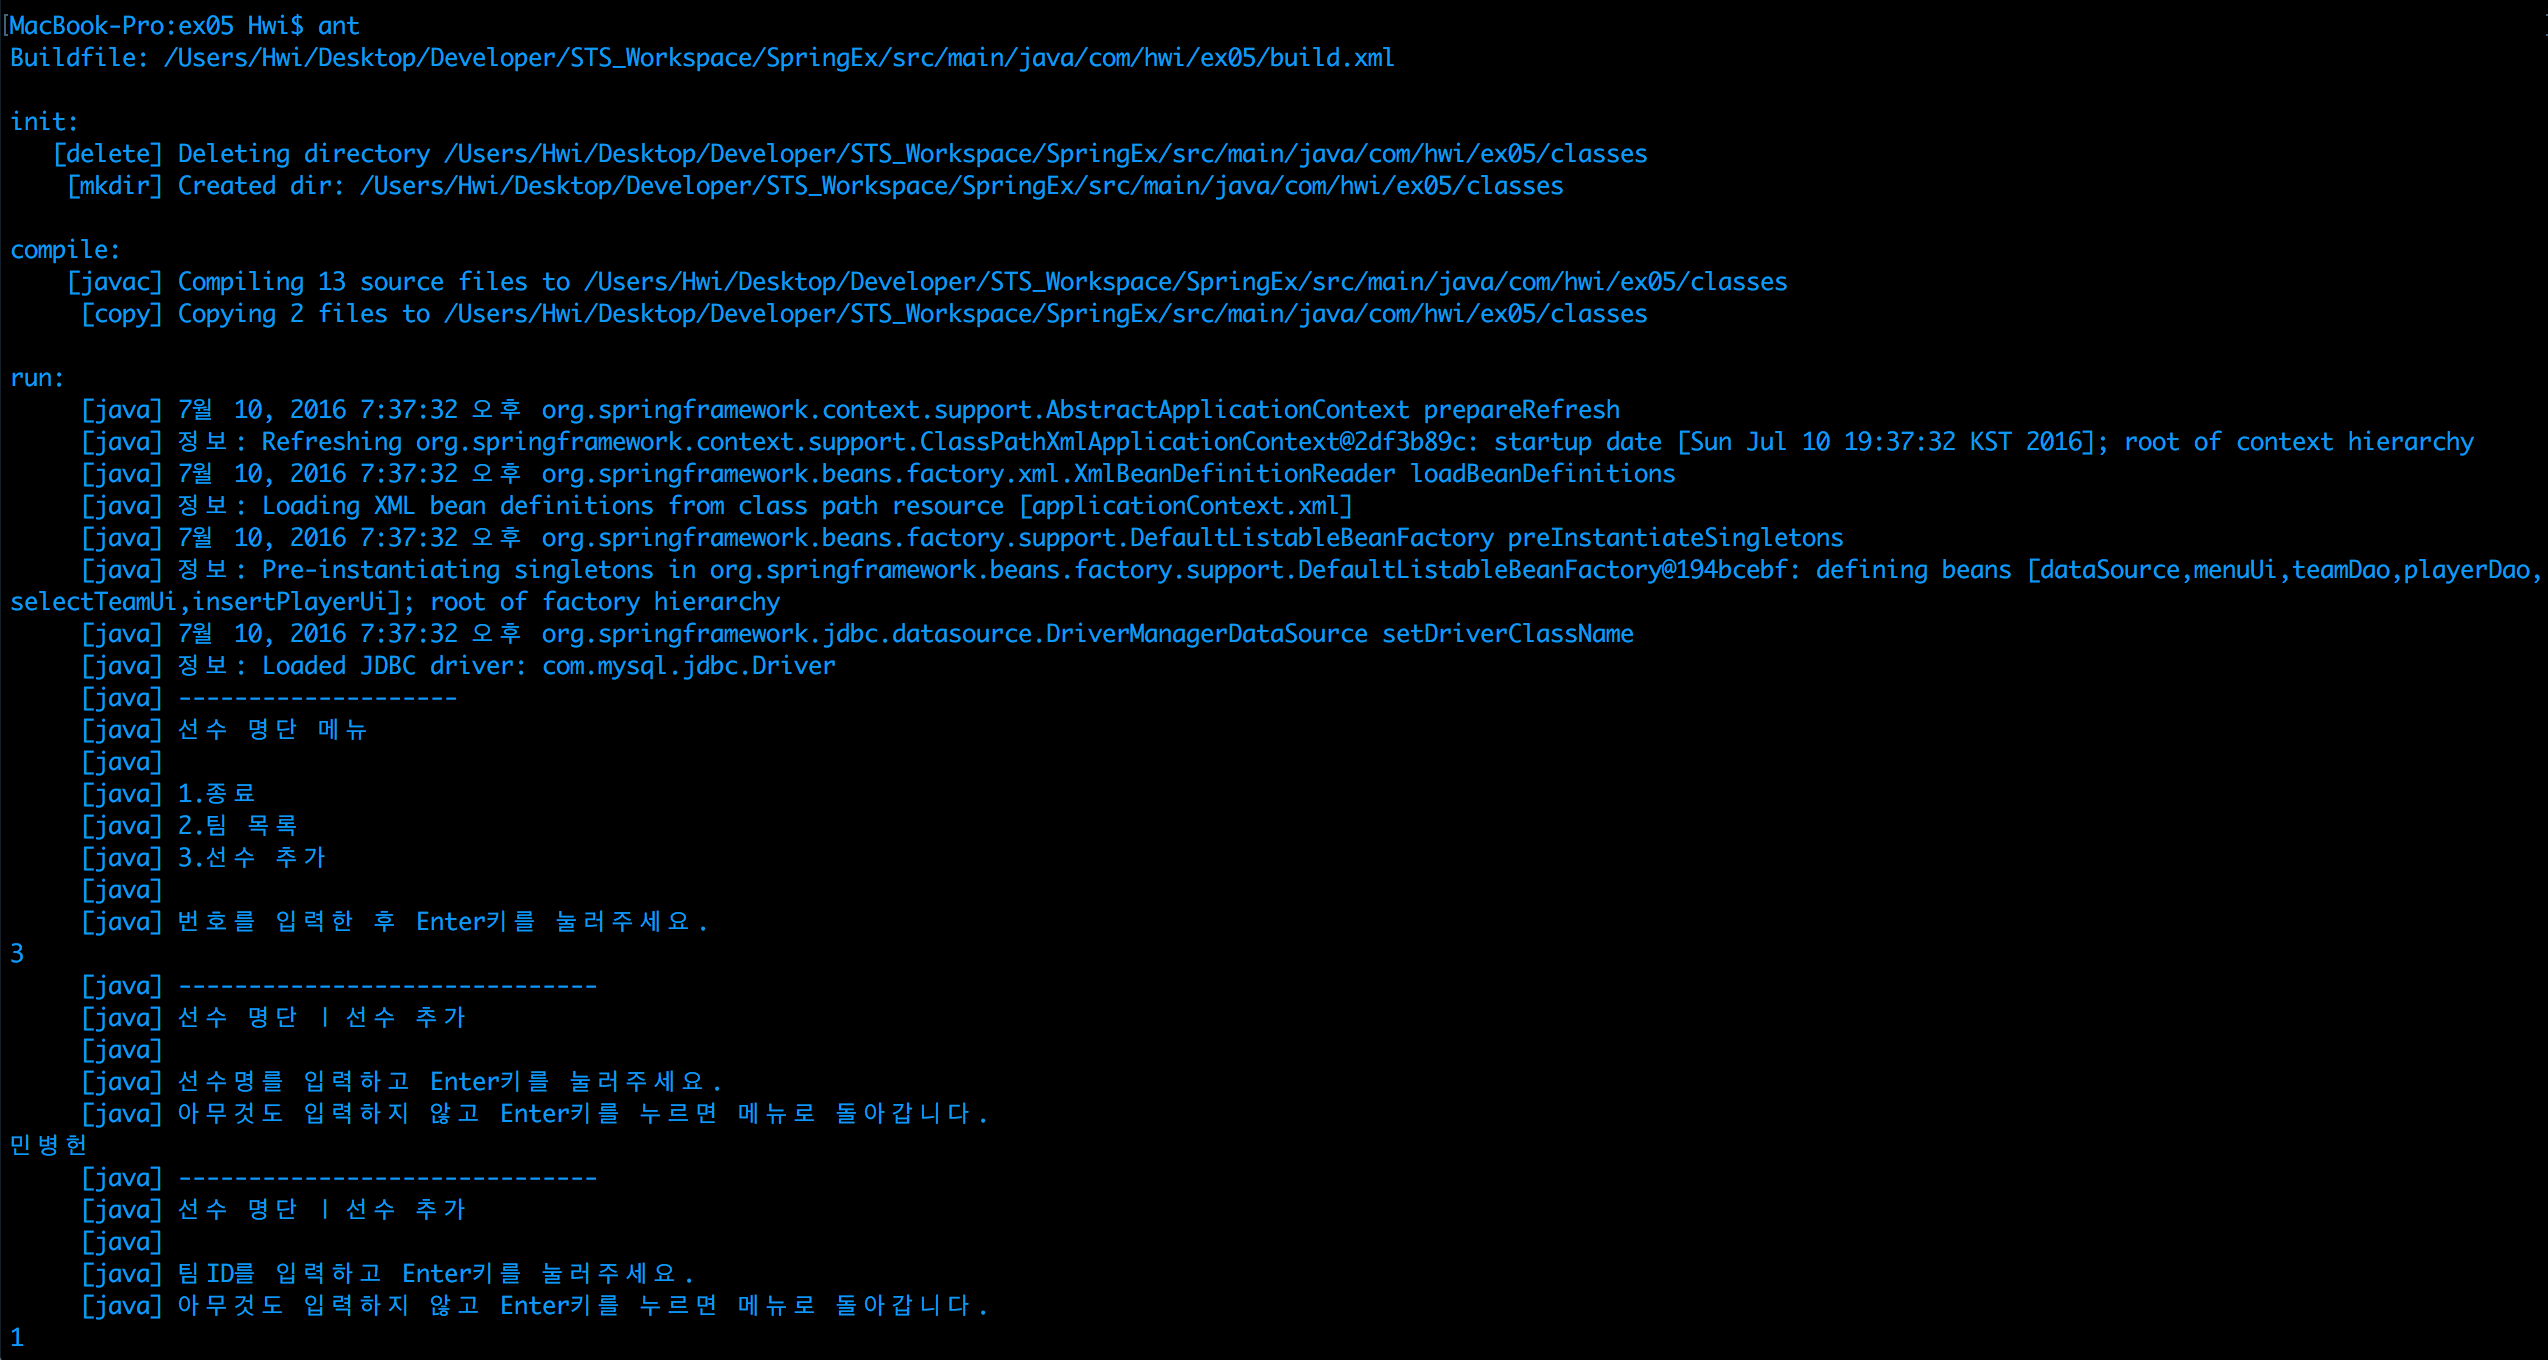 MacBook-Pro:ex05 Hwi$ ant
Buildfile: /Users/Hwi/Desktop/Developer/STS_Workspace/SpringEx/src/main/java/com/hwi/ex05/build.xml
init:
[delete] Deleting directory /Users/Hwi/Desktop/Developer/STS_Workspace/SpringEx/src/main/java/com/hwi/ex05/classes
[mkdir] Created dir: /Users/Hwi/Desktop/Developer/STS_Workspace/SpringEx/src/main/java/com/hwi/ex05/classes
compile:
[javac] Compiling 13 source files to /Users/Hwi/Desktop/Developer/STS_Workspace/SpringEx/src/main/java/com/hwi/ex05/classes
[copy] Copying 2 files to /Users/Hwi/Desktop/Developer/STS_Workspace/SpringEx/src/main/java/com/hwi/ex05/classes
run:
[java] 7월 10, 2016 7:37:32 오후 org.springframework.context.support.AbstractApplicationContext prepareRefresh
[java] 정보: Refreshing org.springframework.context.support.ClassPathXmlApplicationContext@2df3b89c: startup date [Sun Jul 10 19:37:32 KST 2016]; root of context hierarchy
[java] 7월 10, 2016 7:37:32 오후 org.springframework.beans.factory.xml.XmlBeanDefinitionReader loadBeanDefinitions
[java] 정보: Loading XML bean definitions from class path resource [applicationContext.xml]
[java] 7월 10, 2016 7:37:32 오후 org.springframework.beans.factory.support.DefaultListableBeanFactory preInstantiateSingletons
[java] 정보: Pre-instantiating singletons in org.springframework.beans.factory.support.DefaultListableBeanFactory@194bcebf: defining beans [dataSource,menuUi,teamDao,playerDao,
selectTeamUi,insertPlayerUi]; root of factory hierarchy
[java] 7월 10, 2016 7:37:32 오후 org.springframework.jdbc.datasource.DriverManagerDataSource setDriverClassName
[java] 정보: Loaded JDBC driver: com.mysql.jdbc.Driver
[java] --------------------
[java] 선수 명단 메뉴
[java]
[java] 1.종료
[java] 2.팀 목록
[java] 3.선수 추가
[java]
[java] 번호를 입력한 후 Enter키를 눌러주세요.
3
[java] ------------------------------
[java] 선수 명단 | 선수 추가
[java]
[java] 선수명를 입력하고 Enter키를 눌러주세요.
[java] 아무것도 입력하지 않고 Enter키를 누르면 메뉴로 돌아갑니다.
민병헌
[java] ------------------------------
[java] 선수 명단 | 선수 추가
[java]
[java] 팀ID를 입력하고 Enter키를 눌러주세요.
[java] 아무것도 입력하지 않고 Enter키를 누르면 메뉴로 돌아갑니다.
1